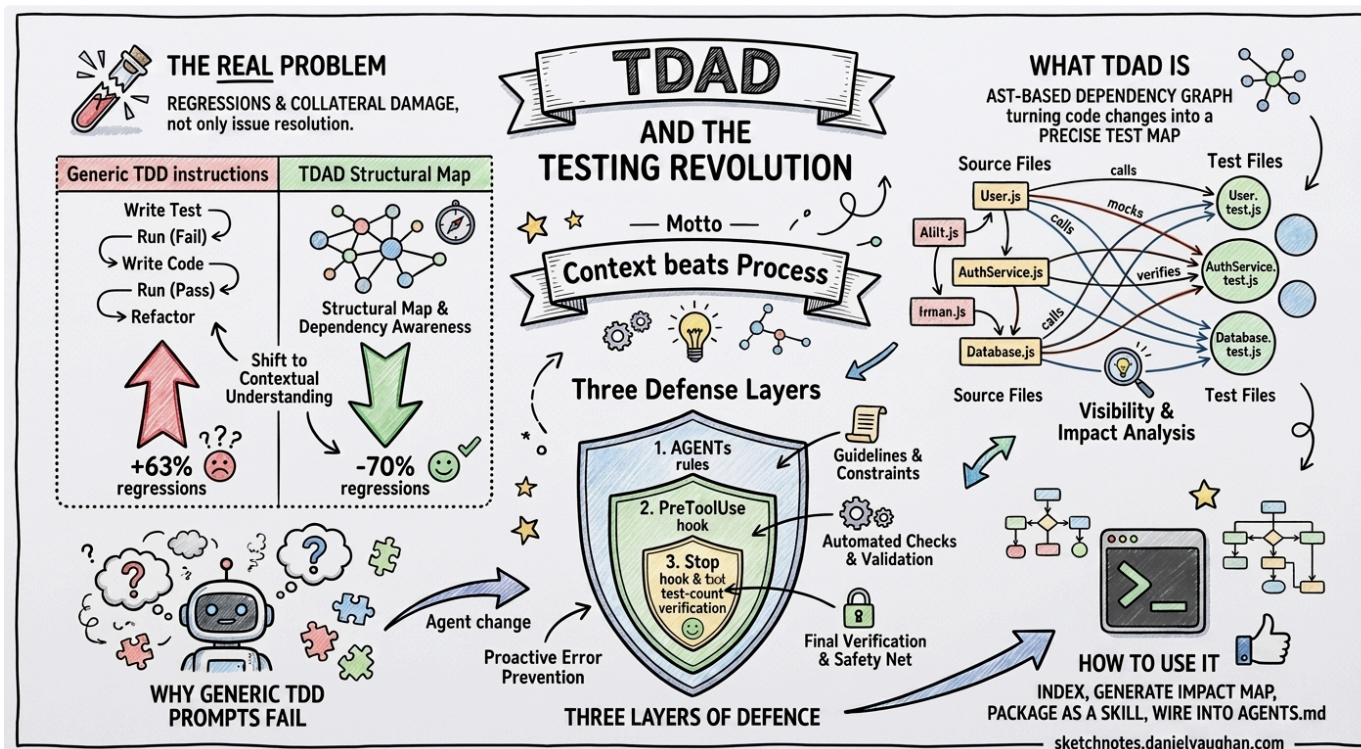 THE REAL PROBLEM
REGRESSIONS & COLLATERAL DAMAGE,
not only issue resolution.
Generic TDD instructions
Write Test
Run (Fail)
Write Code
Run (Pass)
Refactor
+63%
regressions
TDAD Structural Map
Structural Map &
Dependency Awareness
-70%
regressions
Shift to
Contextual
Understanding
???
?
?
?
WHY GENERIC TDD
PROMPTS FAIL
TDAD
AND THE
TESTING REVOLUTION
Motto
Context beats Process
Three Defense Layers
1. AGENTs
rules
2. PreToolUse
hook
3. Stop
hook &
test-count
verification
Guidelines &
Constraints
Automated Checks
& Validation
Final Verification
& Safety Net
Agent change
Proactive Error
Prevention
THREE LAYERS OF DEFENCE
WHAT TDAD IS
AST-BASED DEPENDENCY GRAPH
turning code changes into a
PRECISE TEST MAP
Source Files
Test Files
User.js
Alilt.js
AuthService.js
frman.js
Database.js
calls
mocks
calls
verifies
calls
User.
test.js
AuthService.
test.js
Database.
test.js
Source Files
Test Files
Visibility &
Impact Analysis
>_
HOW TO USE IT
INDEX, GENERATE IMPACT MAP,
PACKAGE AS A SKILL, WIRE INTO AGENTS.md
sketchnotes.danielvaughan.com